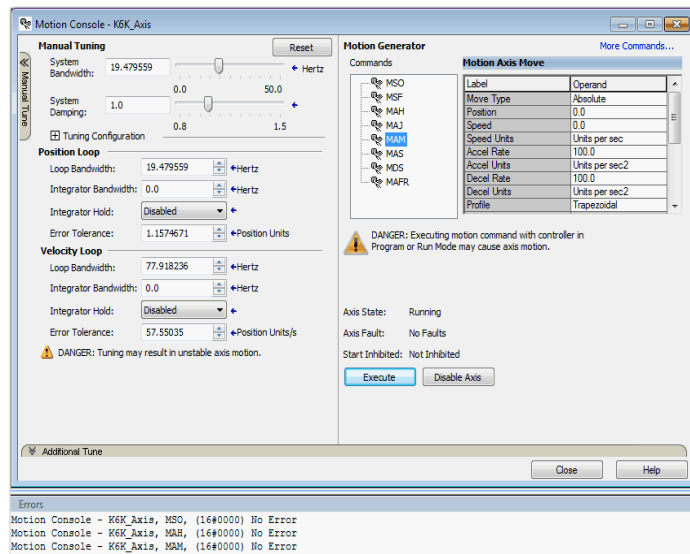 Motion Console - K6K_Axis
Manual Tuning
Reset
Manual Tune
System Bandwidth:
19.479559
Hertz
0.0 50.0
System Damping:
1.0
0.8 1.5
Tuning Configuration
Position Loop
Loop Bandwidth: 19.479559 Hertz
Integrator Bandwidth: 0.0 Hertz
Integrator Hold: Disabled
Error Tolerance: 1.1574671 Position Units
Velocity Loop
Loop Bandwidth: 77.918236 Hertz
Integrator Bandwidth: 0.0 Hertz
Integrator Hold: Disabled
Error Tolerance: 57.55035 Position Units/s
DANGER: Tuning may result in unstable axis motion.
Motion Generator
More Commands...
Commands
MSO
MSF
MAH
MAJ
MAM
MAS
MDS
MAFR
Motion Axis Move
Label Operand
Move Type Absolute
Position 0.0
Speed 0.0
Speed Units Units per sec
Accel Rate 100.0
Accel Units Units per sec2
Decel Rate 100.0
Decel Units Units per sec2
Profile Trapezoidal
DANGER: Executing motion command with controller in
Program or Run Mode may cause axis motion.
Axis State: Running
Axis Fault: No Faults
Start Inhibited: Not Inhibited
Execute Disable Axis
Additional Tune
Close Help
Errors
Motion Console - K6K_Axis, MSO, (16#0000) No Error
Motion Console - K6K_Axis, MAH, (16#0000) No Error
Motion Console - K6K_Axis, MAM, (16#0000) No Error